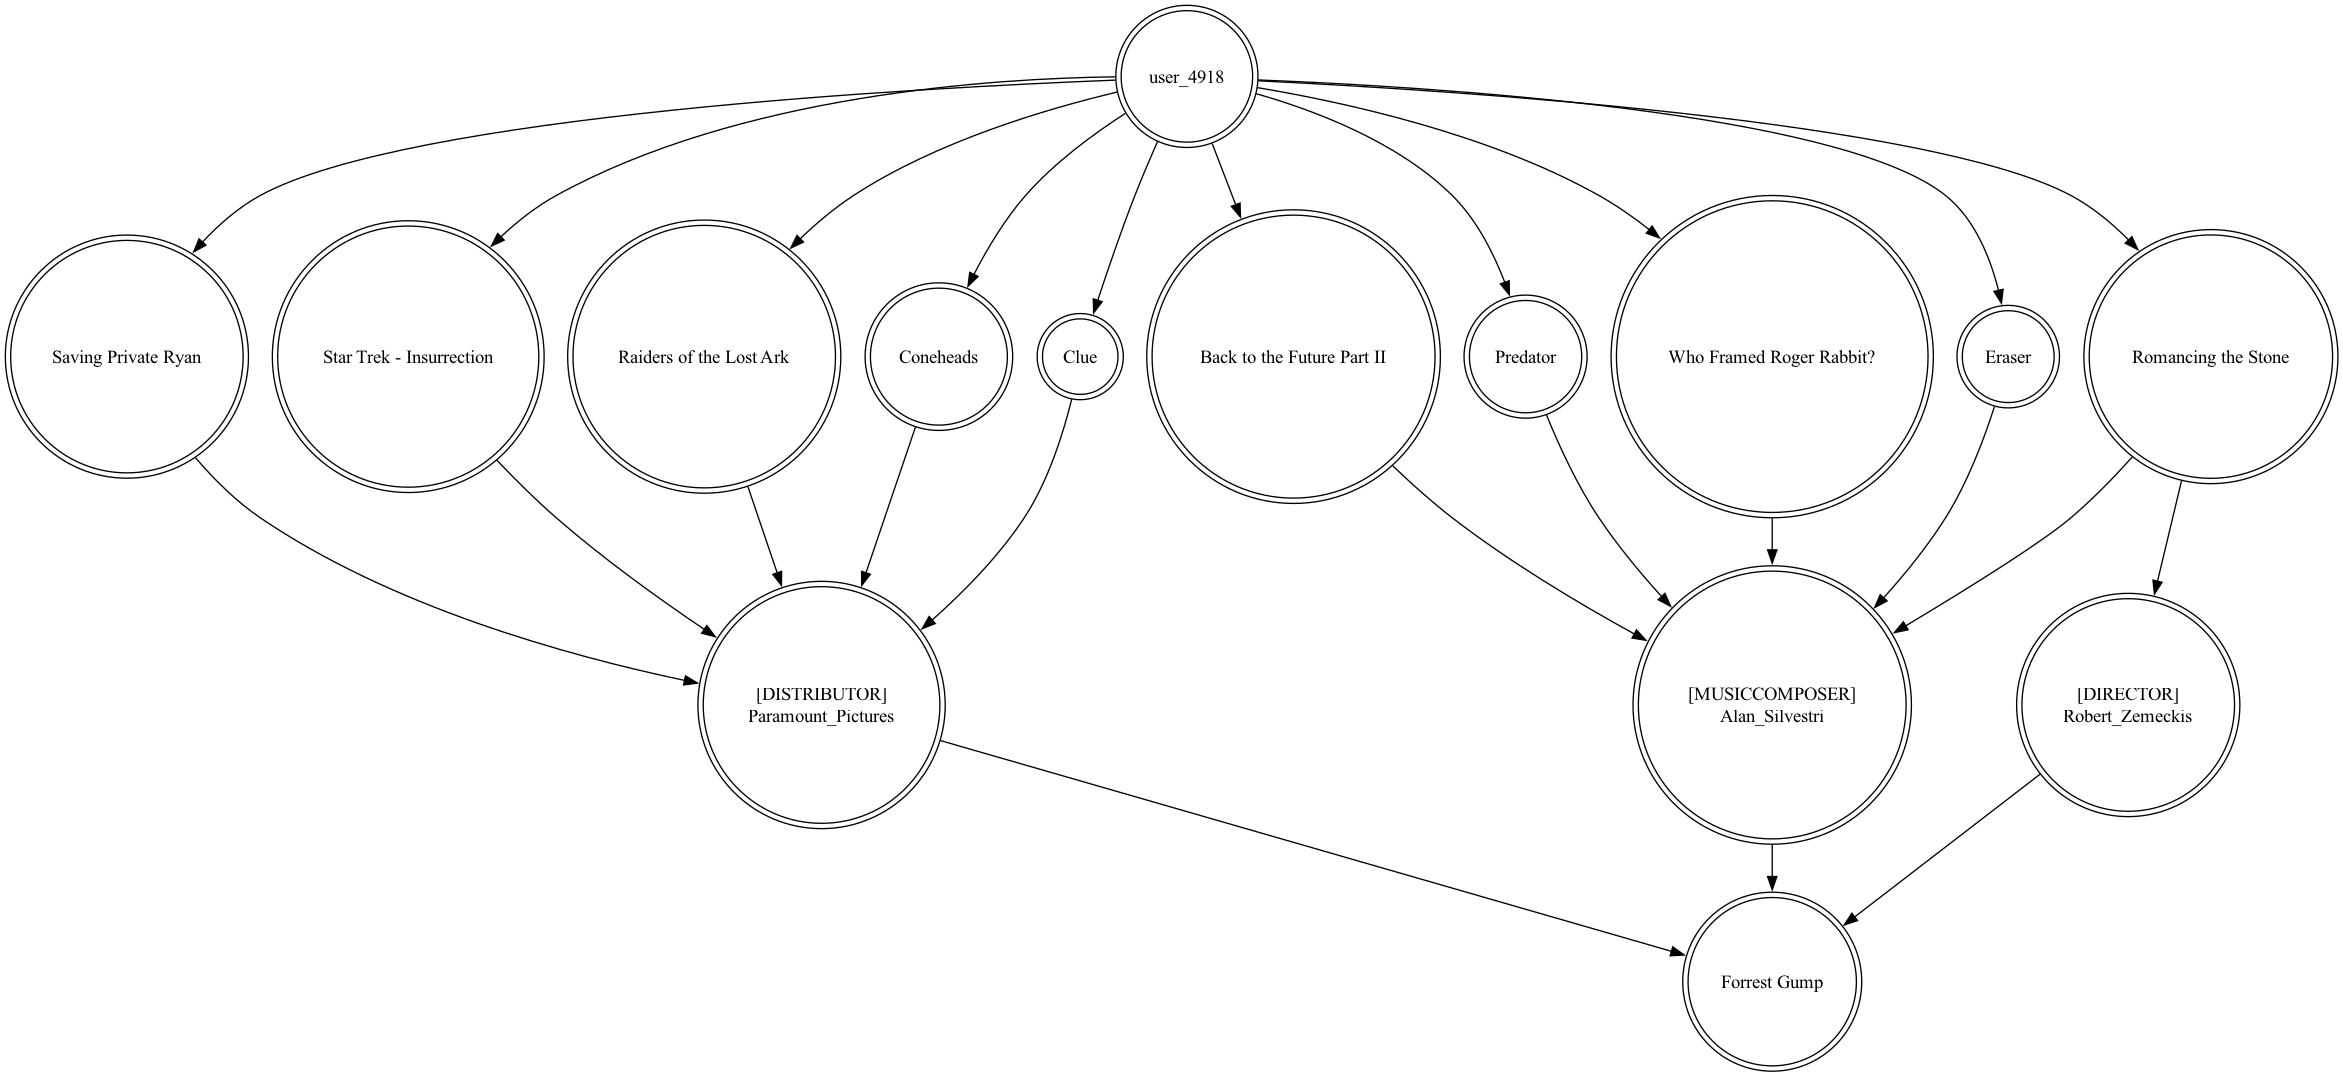 user_4918
Saving Private Ryan
Star Trek - Insurrection
Raiders of the Lost Ark
Coneheads
Clue
Back to the Future Part II
Predator
Who Framed Roger Rabbit?
Eraser
Romancing the Stone
[DISTRIBUTOR]
Paramount_Pictures
[MUSICCOMPOSER]
Alan_Silvestri
[DIRECTOR]
Robert_Zemeckis
Forrest Gump